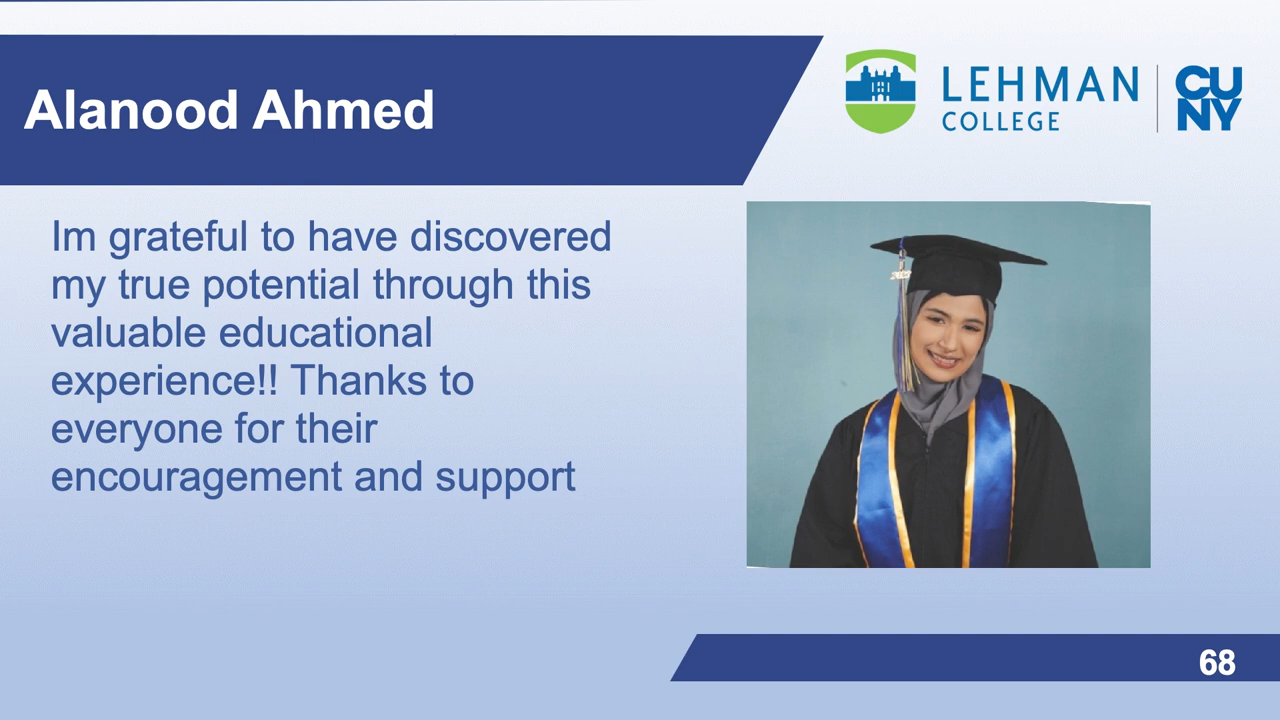 Alanood Ahmed
LEHMAN
COLLEGE
CU
NY
Im grateful to have discovered
my true potential through this
valuable educational
experience!! Thanks to
everyone for their
encouragement and support
68